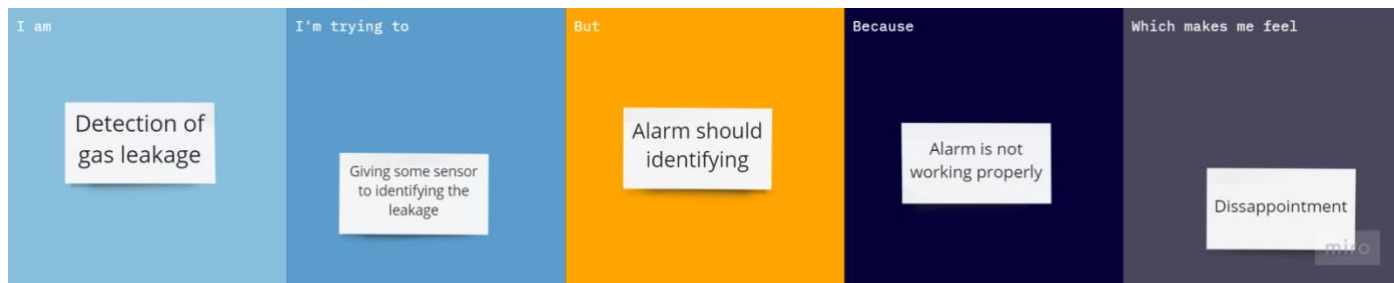 I am
Detection of
gas leakage
I'm trying to
Giving some sensor
to identifying the
leakage
But
Alarm should
identifying
Because
Alarm is not
working properly
Which makes me feel
Dissappointment
miro